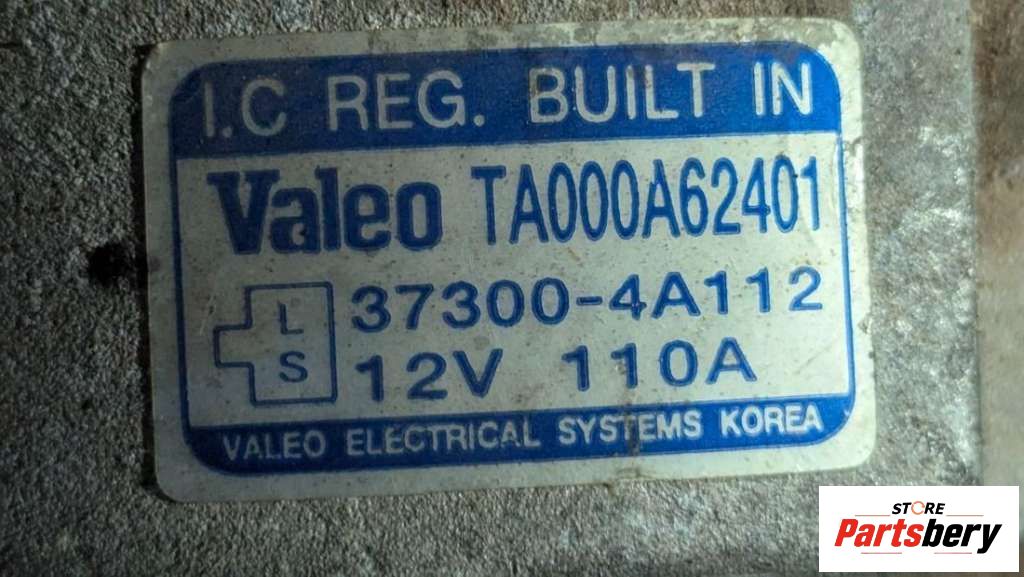 I.C REG. BUILT IN
Valeo TA000A62401
L 37300-4A112
S 12V 110A
VALEO ELECTRICAL SYSTEMS KOREA
STORE
Partsbery